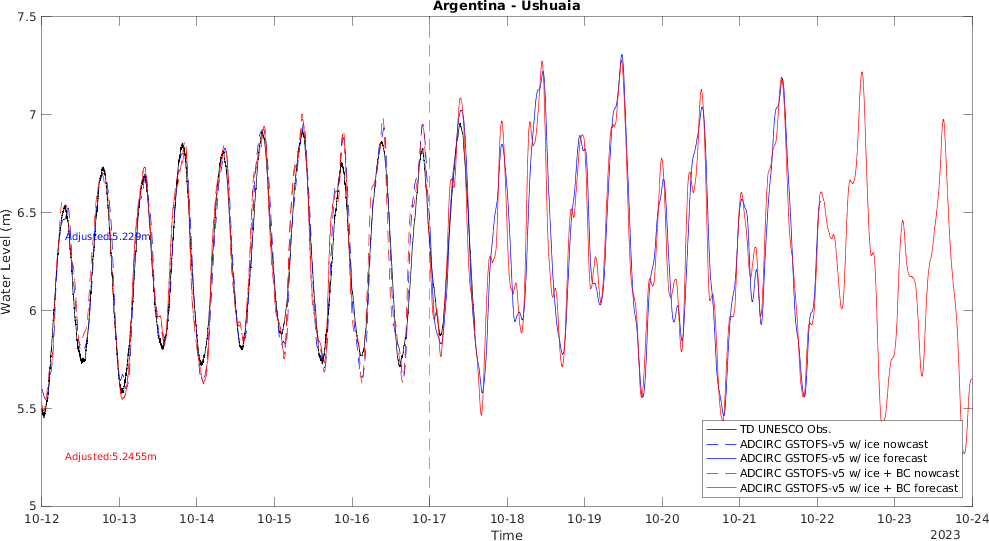 Argentina - Ushuaia
7.5
7
6.5
6
5.5
5
Water Level (m)
Adjusted:5.229m
Adjusted:5.2455m
TD UNESCO Obs.
ADCIRC GSTOFS-v5 w/ ice nowcast
ADCIRC GSTOFS-v5 w/ ice forecast
ADCIRC GSTOFS-v5 w/ ice + BC nowcast
ADCIRC GSTOFS-v5 w/ ice + BC forecast
10-12 10-13 10-14 10-15 10-16 10-17 10-18 10-19 10-20 10-21 10-22 10-23 10-24
Time
2023